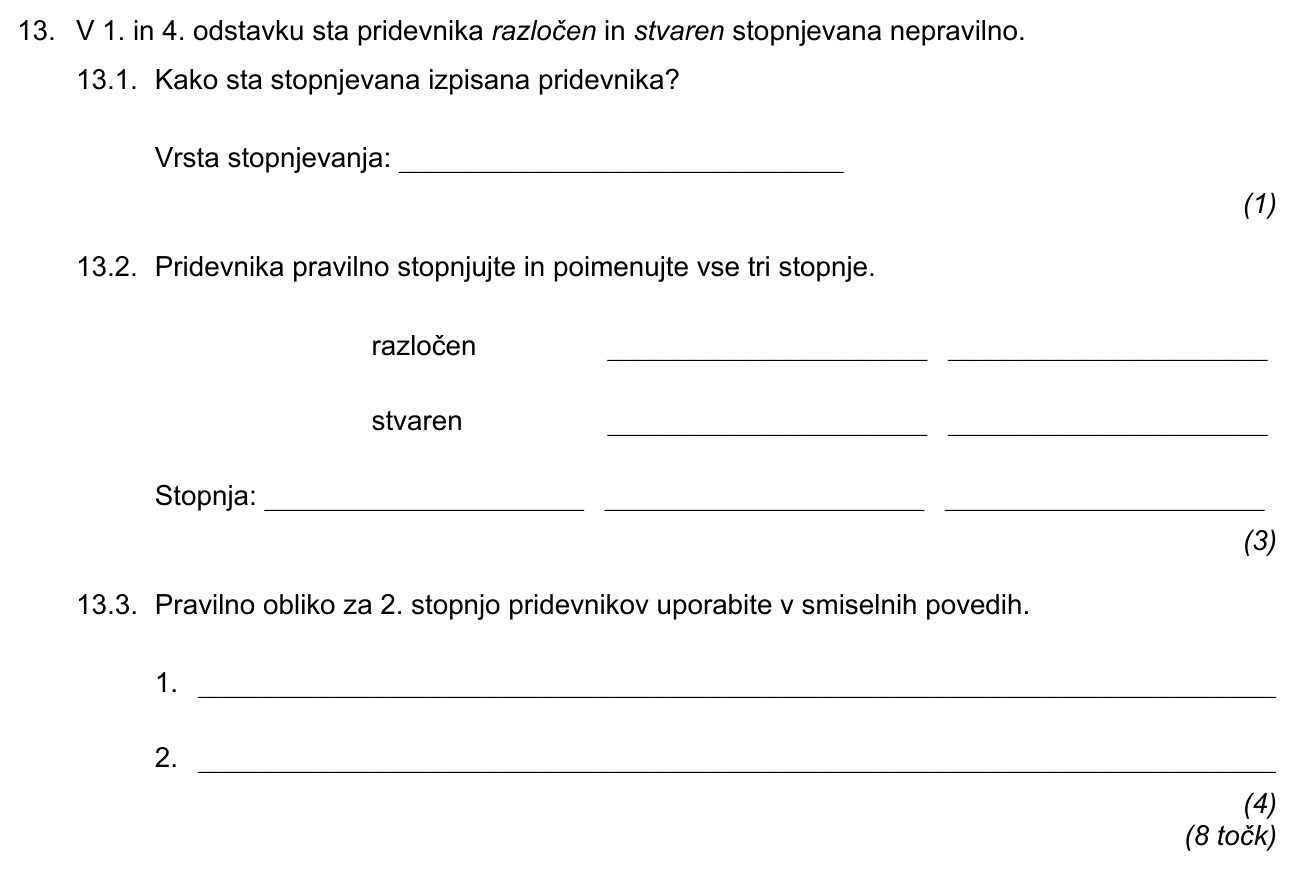 13. V 1. in 4. odstavku sta pridevnika razločen in stvaren stopnjevana nepravilno.
13.1. Kako sta stopnjevana izpisana pridevnika?
Vrsta stopnjevanja: ______________________________
(1)
13.2. Pridevnika pravilno stopnjujte in poimenujte vse tri stopnje.
razločen ______________________ ______________________
stvaren ______________________ ______________________
Stopnja: ______________________ ______________________ ______________________
(3)
13.3. Pravilno obliko za 2. stopnjo pridevnikov uporabite v smiselnih povedih.
1. ______________________________________________________________
2. ______________________________________________________________
(4)
(8 točk)